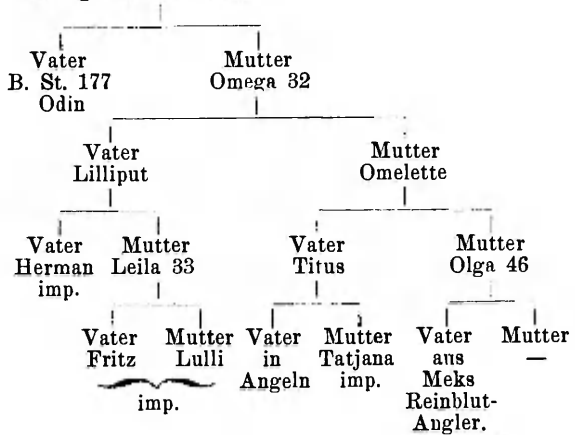 Vater Mutter
B. St. 177 Omega 32
Odin
Vater Mutter
Lilliput Omelette
Vater Mutter Vater Mutter
Herman Leila 33 Titus Olga 46
imp.
Vater Mutter Vater Mutter Vater Mutter
Fritz Lulli in Tatjana aus —
Angeln imp. Meks
imp. Reinblut-
Angler.